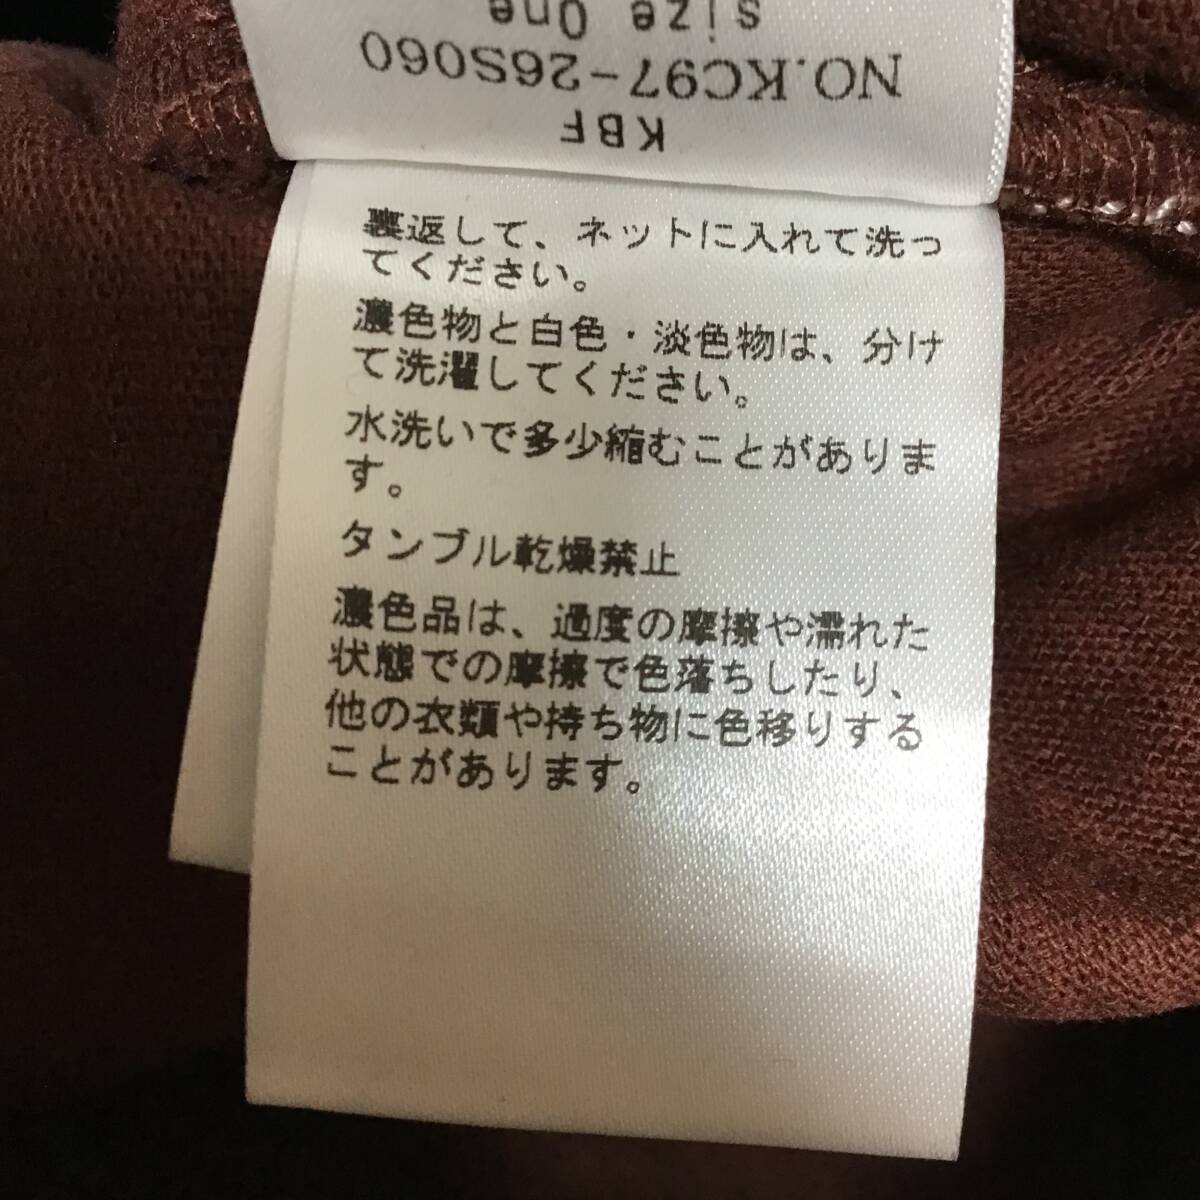 size One
NO.KC97-26S060
KBF
裏返して、ネットに入れて洗っ
てください。
濃色物と白色・淡色物は、分け
て洗濯してください。
水洗いで多少縮むことがありま
す。
タンブル乾燥禁止
濃色品は、過度の摩擦や濡れた
状態での摩擦で色落ちしたり、
他の衣類や持ち物に色移りする
ことがあります。